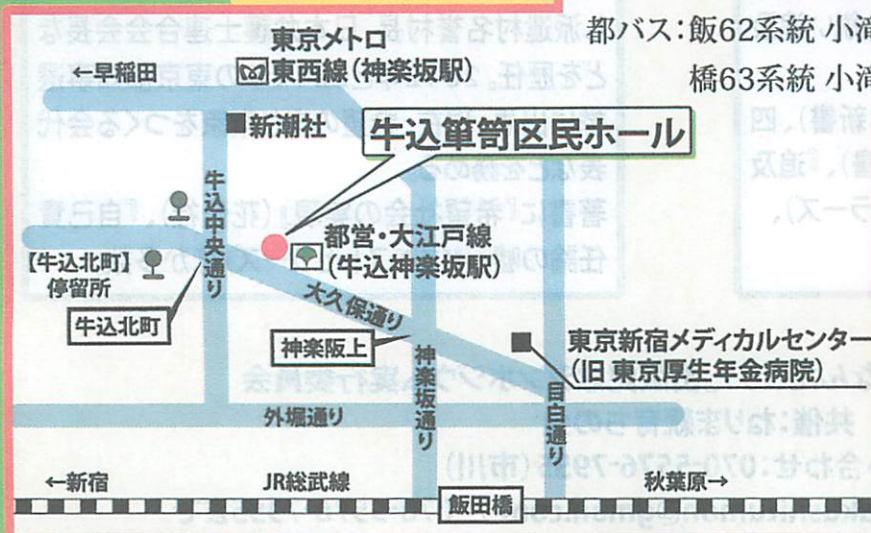 都バス：飯62系統 小滝
橋63系統 小滝
東京メトロ
東西線（神楽坂駅）
←早稲田
新潮社
牛込簞笥区民ホール
牛込中央通り
都営・大江戸線
（牛込神楽坂駅）
【牛込北町】
停留所
大久保通り
牛込北町
神楽阪上
神楽坂通り
東京新宿メディカルセンター
（旧 東京厚生年金病院）
目白通り
外堀通り
←新宿
JR総武線
飯田橋
秋葉原→